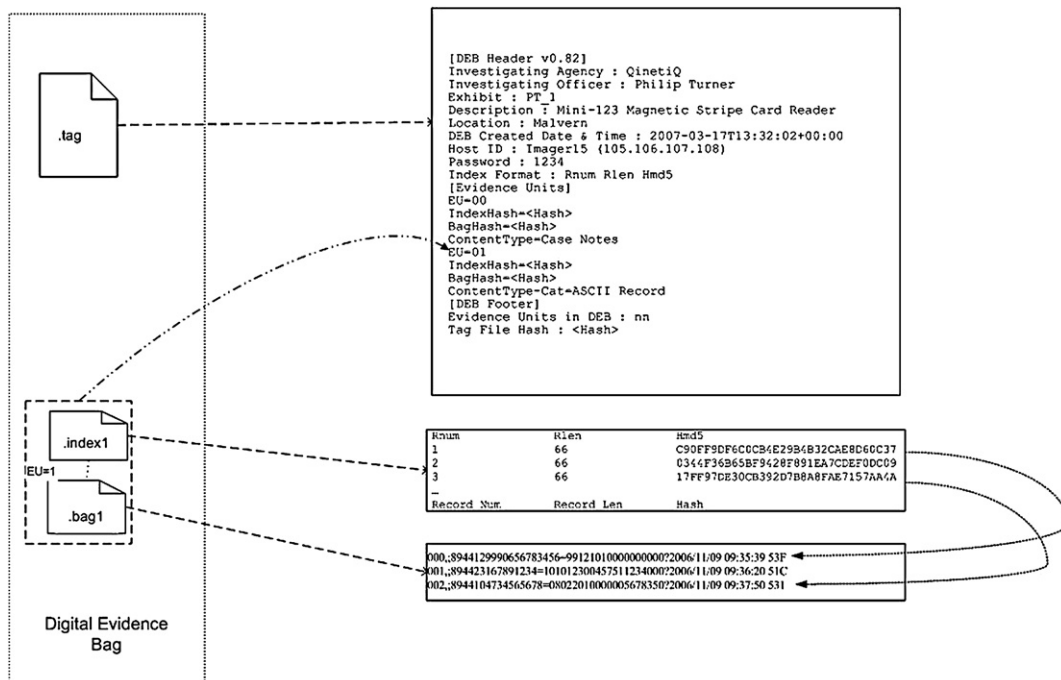 .tag
[DEB Header v0.82]
Investigating Agency : QinetiQ
Investigating Officer : Philip Turner
Exhibit : PT_1
Description : Mini-123 Magnetic Stripe Card Reader
Location : Malvern
DEB Created Date & Time : 2007-03-17T13:32:02+00:00
Host ID : Imager15 (105.106.107.108)
Password : 1234
Index Format : Rnum Rlen Hmd5
[Evidence Units]
EU=00
IndexHash=<Hash>
BagHash=<Hash>
ContentType=Case Notes
EU=01
IndexHash=<Hash>
BagHash=<Hash>
ContentType-Cat=ASCII Record
[DEB Footer]
Evidence Units in DEB : nn
Tag File Hash : <Hash>
.index1
EU=1
.bag1
Rnum Rlen Hmd5
1 66 C90FF9DF6C0CB4E29B4B32CAE8D60C37
2 66 0344F36B65BF9428F891EA7CDEF0DC09
3 66 17FF97DE30CB392D7B8A8FAE7157AA4A
Record Num Record Len Hash
000,;8944129990656783456=99121010000000000?2006/11/09 09:35:39 53F
001,;894423167891234=101012300457511234000?2006/11/09 09:36:20 51C
002,;8944104734565678=08022010000005678350?2006/11/09 09:37:50 531
Digital Evidence
Bag